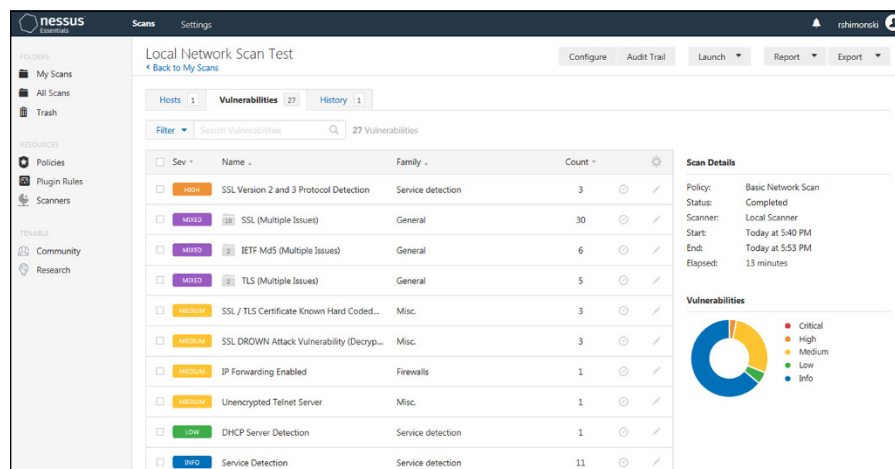 nessus
Essentials
Scans
Settings
rshimonski
FOLDERS
My Scans
All Scans
Trash
RESOURCES
Policies
Plugin Rules
Scanners
TENABLE
Community
Research
Local Network Scan Test
Back to My Scans
Configure
Audit Trail
Launch
Report
Export
Hosts 1
Vulnerabilities 27
History 1
Filter
Search Vulnerabilities
27 Vulnerabilities
Sev Name Family Count
HIGH SSL Version 2 and 3 Protocol Detection Service detection 3
MIXED 10 SSL (Multiple Issues) General 30
MIXED 2 IETF Md5 (Multiple Issues) General 6
MIXED 2 TLS (Multiple Issues) General 5
MEDIUM SSL / TLS Certificate Known Hard Coded... Misc. 3
MEDIUM SSL DROWN Attack Vulnerability (Decryp... Misc. 3
MEDIUM IP Forwarding Enabled Firewalls 1
MEDIUM Unencrypted Telnet Server Misc. 1
LOW DHCP Server Detection Service detection 1
INFO Service Detection Service detection 11
Scan Details
Policy: Basic Network Scan
Status: Completed
Scanner: Local Scanner
Start: Today at 5:40 PM
End: Today at 5:53 PM
Elapsed: 13 minutes
Vulnerabilities
Critical
High
Medium
Low
Info